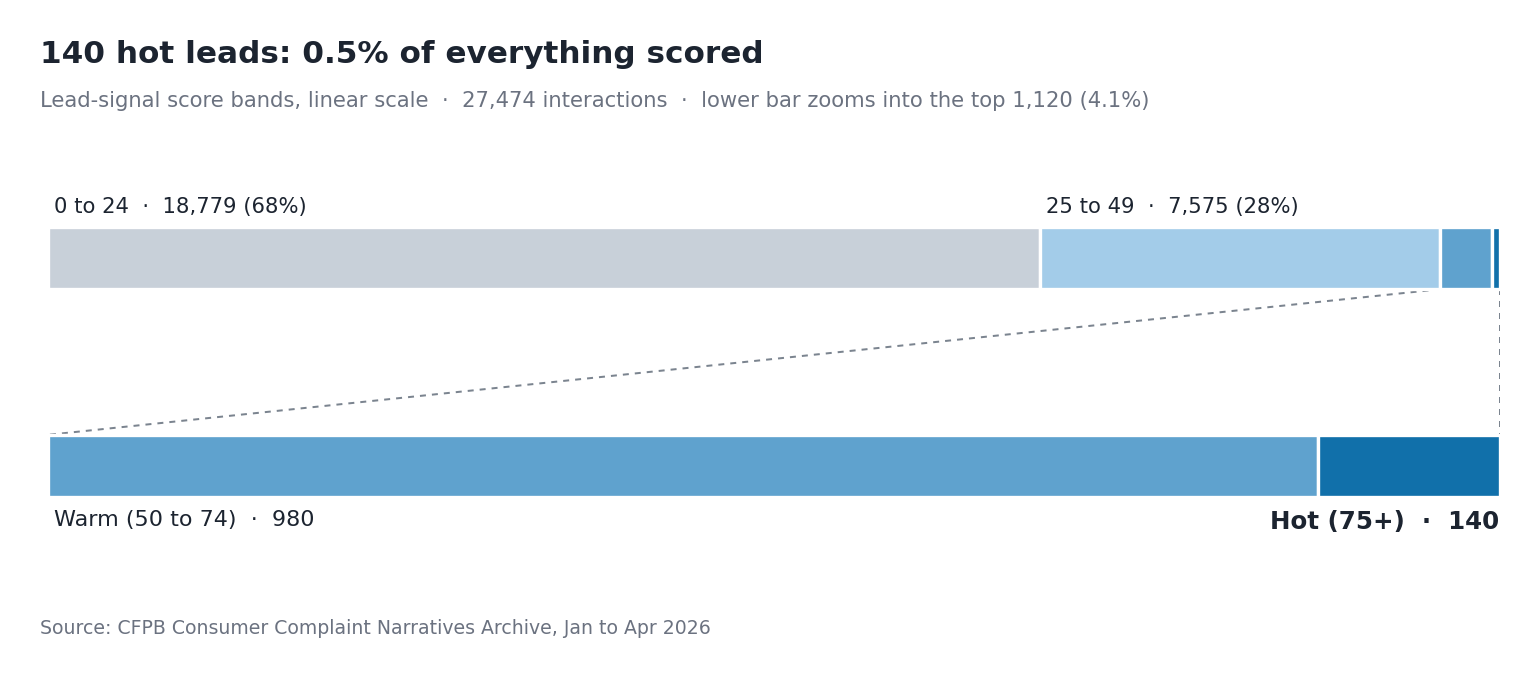 140 hot leads: 0.5% of everything scored
Lead-signal score bands, linear scale · 27,474 interactions · lower bar zooms into the top 1,120 (4.1%)
0 to 24 · 18,779 (68%)
25 to 49 · 7,575 (28%)
Warm (50 to 74) · 980
Hot (75+) · 140
Source: CFPB Consumer Complaint Narratives Archive, Jan to Apr 2026